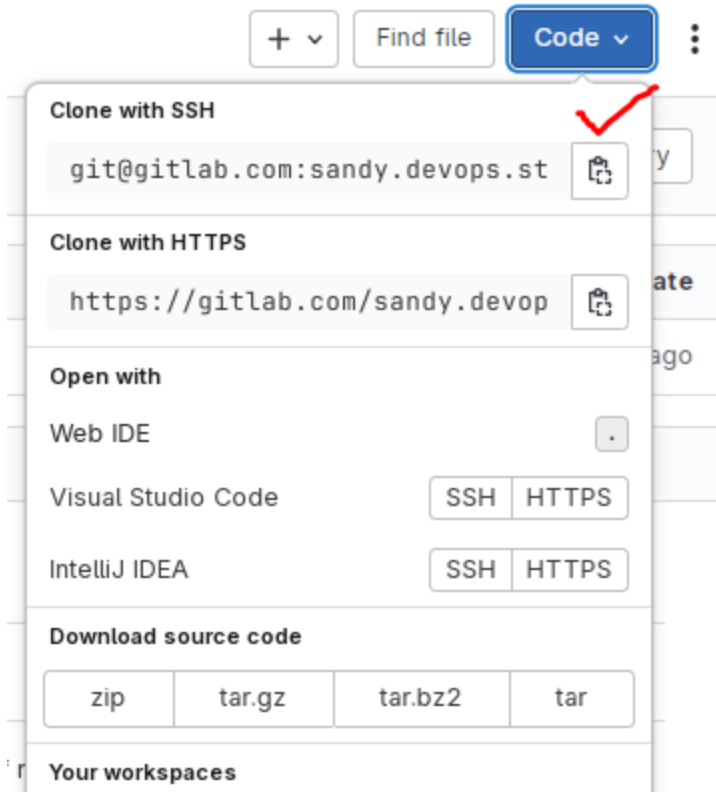 + Find file Code
Clone with SSH
git@gitlab.com:sandy.devops.st
ry
Clone with HTTPS
https://gitlab.com/sandy.devop
ate
ago
Open with
Web IDE .
Visual Studio Code SSH HTTPS
IntelliJ IDEA SSH HTTPS
Download source code
zip tar.gz tar.bz2 tar
Your workspaces